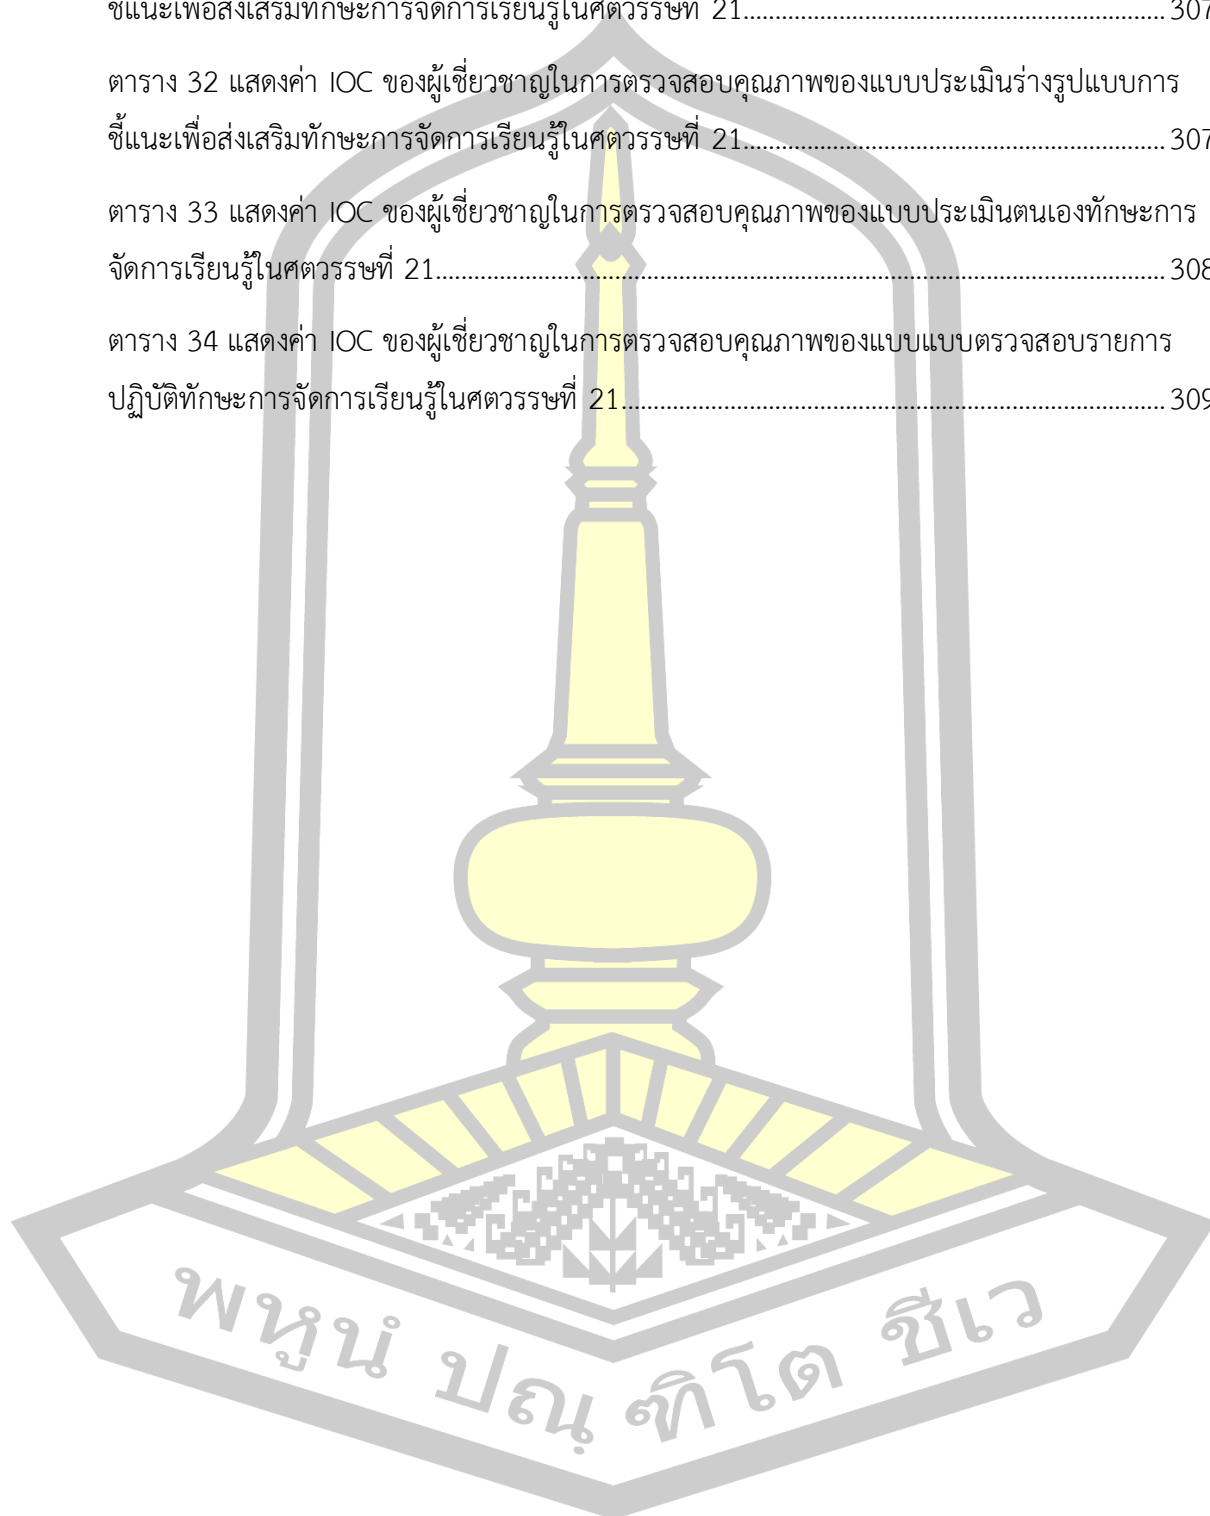 ชี้แนะเพื่อส่งเสริมทักษะการจัดการเรียนรู้ในศตวรรษที่ 21.......................................................................................... 307
ตาราง 32 แสดงค่า IOC ของผู้เชี่ยวชาญในการตรวจสอบคุณภาพของแบบประเมินร่างรูปแบบการ
ชี้แนะเพื่อส่งเสริมทักษะการจัดการเรียนรู้ในศตวรรษที่ 21.......................................................................................... 307
ตาราง 33 แสดงค่า IOC ของผู้เชี่ยวชาญในการตรวจสอบคุณภาพของแบบประเมินตนเองทักษะการ
จัดการเรียนรู้ในศตวรรษที่ 21.......................................................................................... 308
ตาราง 34 แสดงค่า IOC ของผู้เชี่ยวชาญในการตรวจสอบคุณภาพของแบบแบบตรวจสอบรายการ
ปฏิบัติทักษะการจัดการเรียนรู้ในศตวรรษที่ 21.......................................................................................... 309
พหูนํ ปณฺ ฑิโต ชีเว